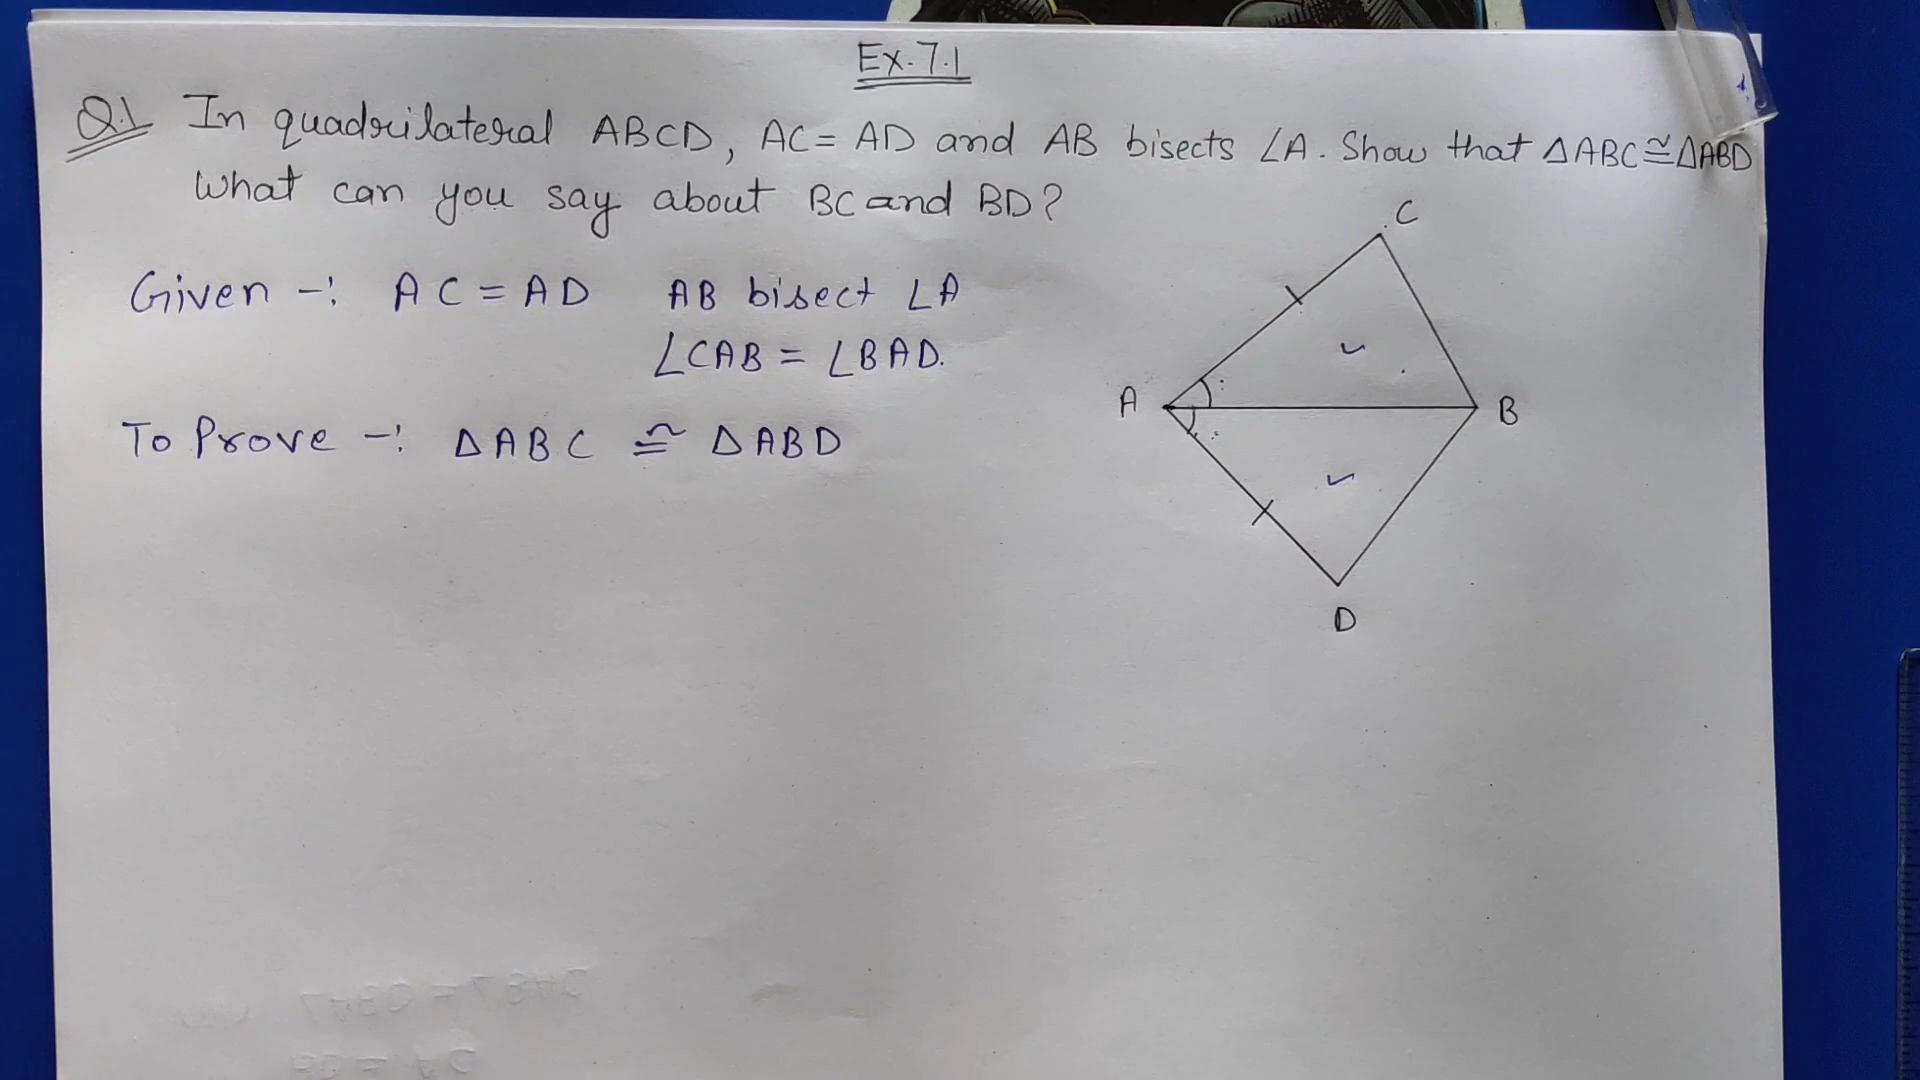 Ex. 7.1
Q.1 In quadrilateral ABCD, AC = AD and AB bisects ∠A. Show that ΔABC ≅ ΔABD
What can you say about BC and BD?
C
Given -: AC = AD AB bisect ∠A
∠CAB = ∠BAD.
A
B
To Prove -: ΔABC ≅ ΔABD
D